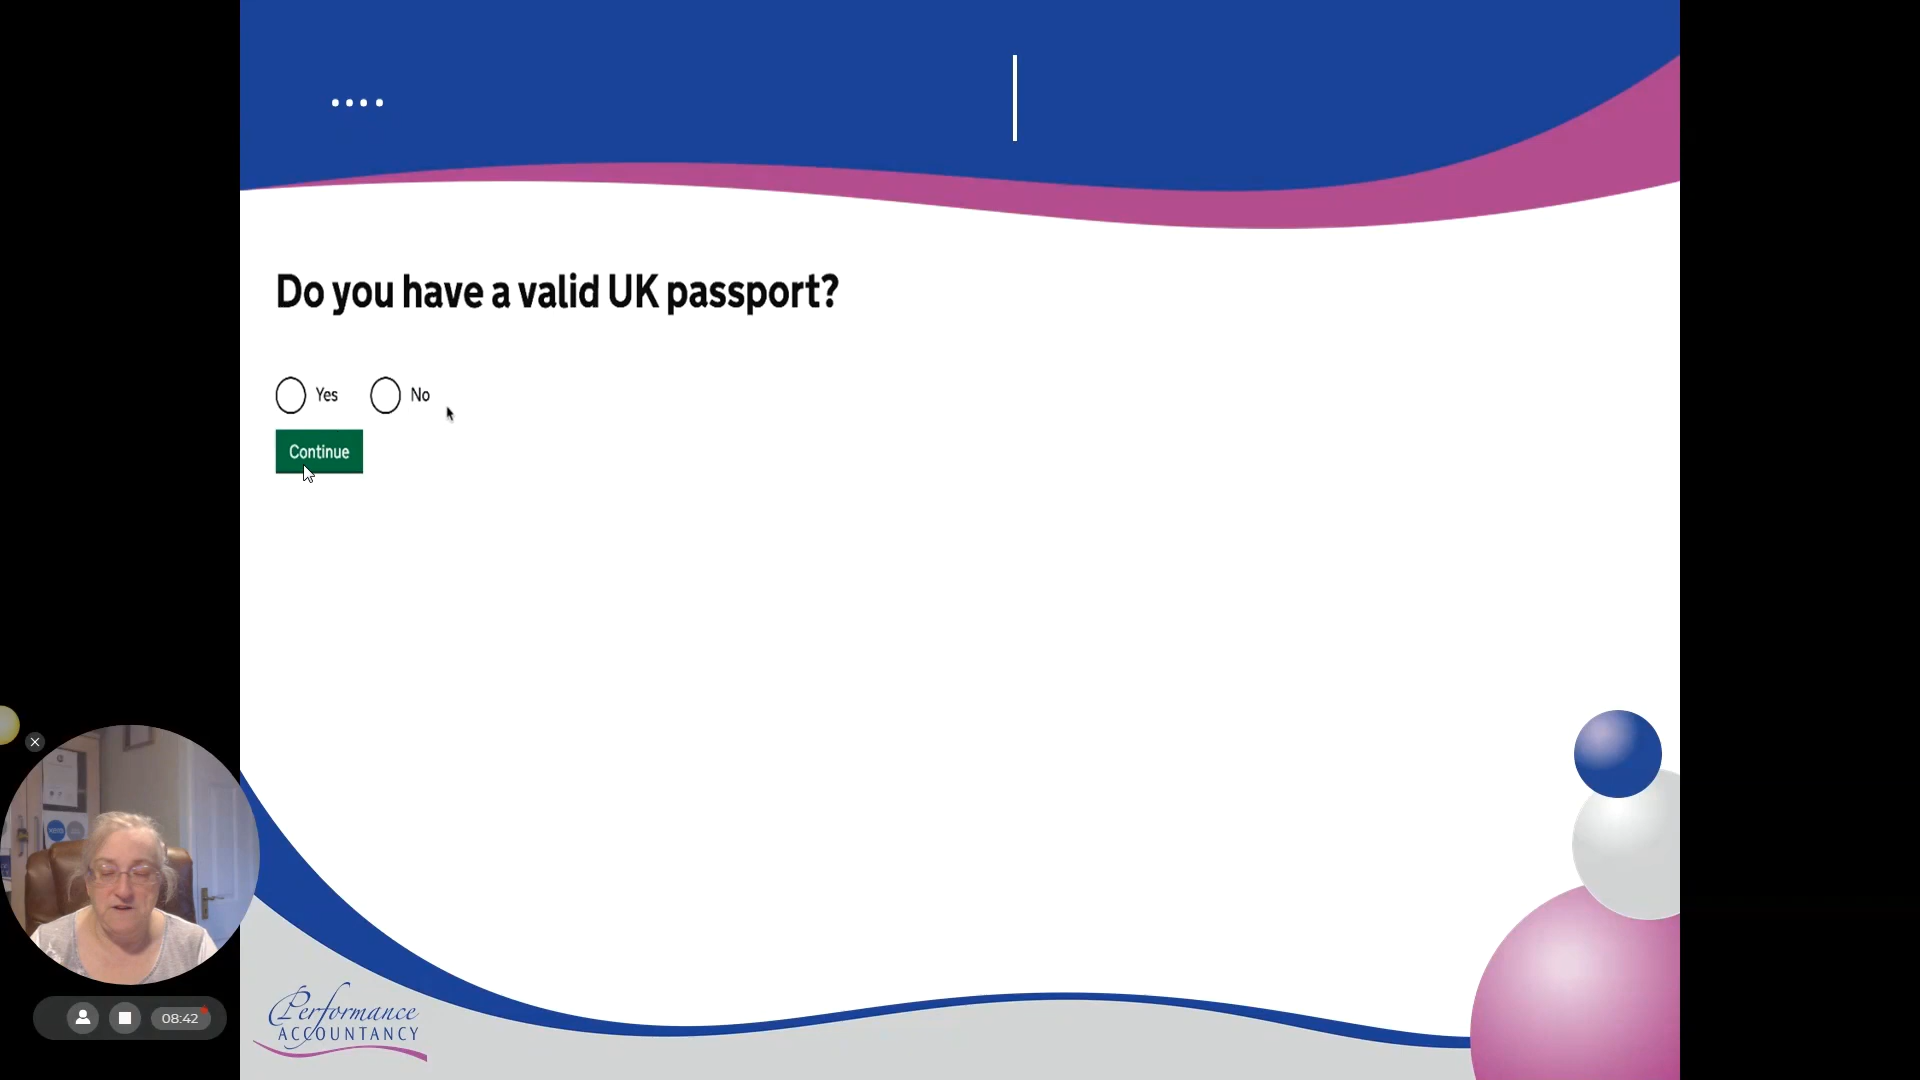 ....
Do you have a valid UK passport?
Yes No
Continue
08:42
Performance
ACCOUNTANCY